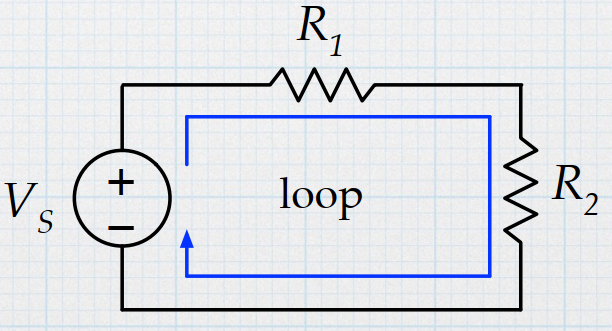 R1
+
−
VS
loop
R2